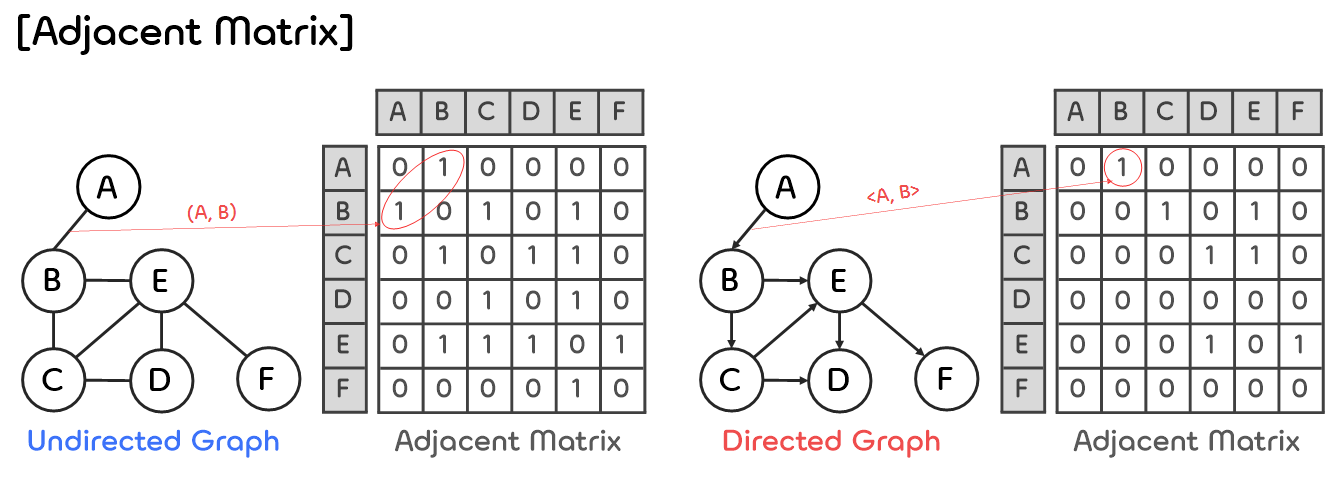 [Adjacent Matrix]
A B C D E F
A 0 1 0 0 0 0
B 1 0 1 0 1 0
C 0 1 0 1 1 0
D 0 0 1 0 1 0
E 0 1 1 1 0 1
F 0 0 0 0 1 0
A
(A, B)
B E
C D F
Undirected Graph
Adjacent Matrix
A B C D E F
A 0 1 0 0 0 0
B 0 0 1 0 1 0
C 0 0 0 1 1 0
D 0 0 0 0 0 0
E 0 0 0 1 0 1
F 0 0 0 0 0 0
A
<A, B>
B E
C D F
Directed Graph
Adjacent Matrix